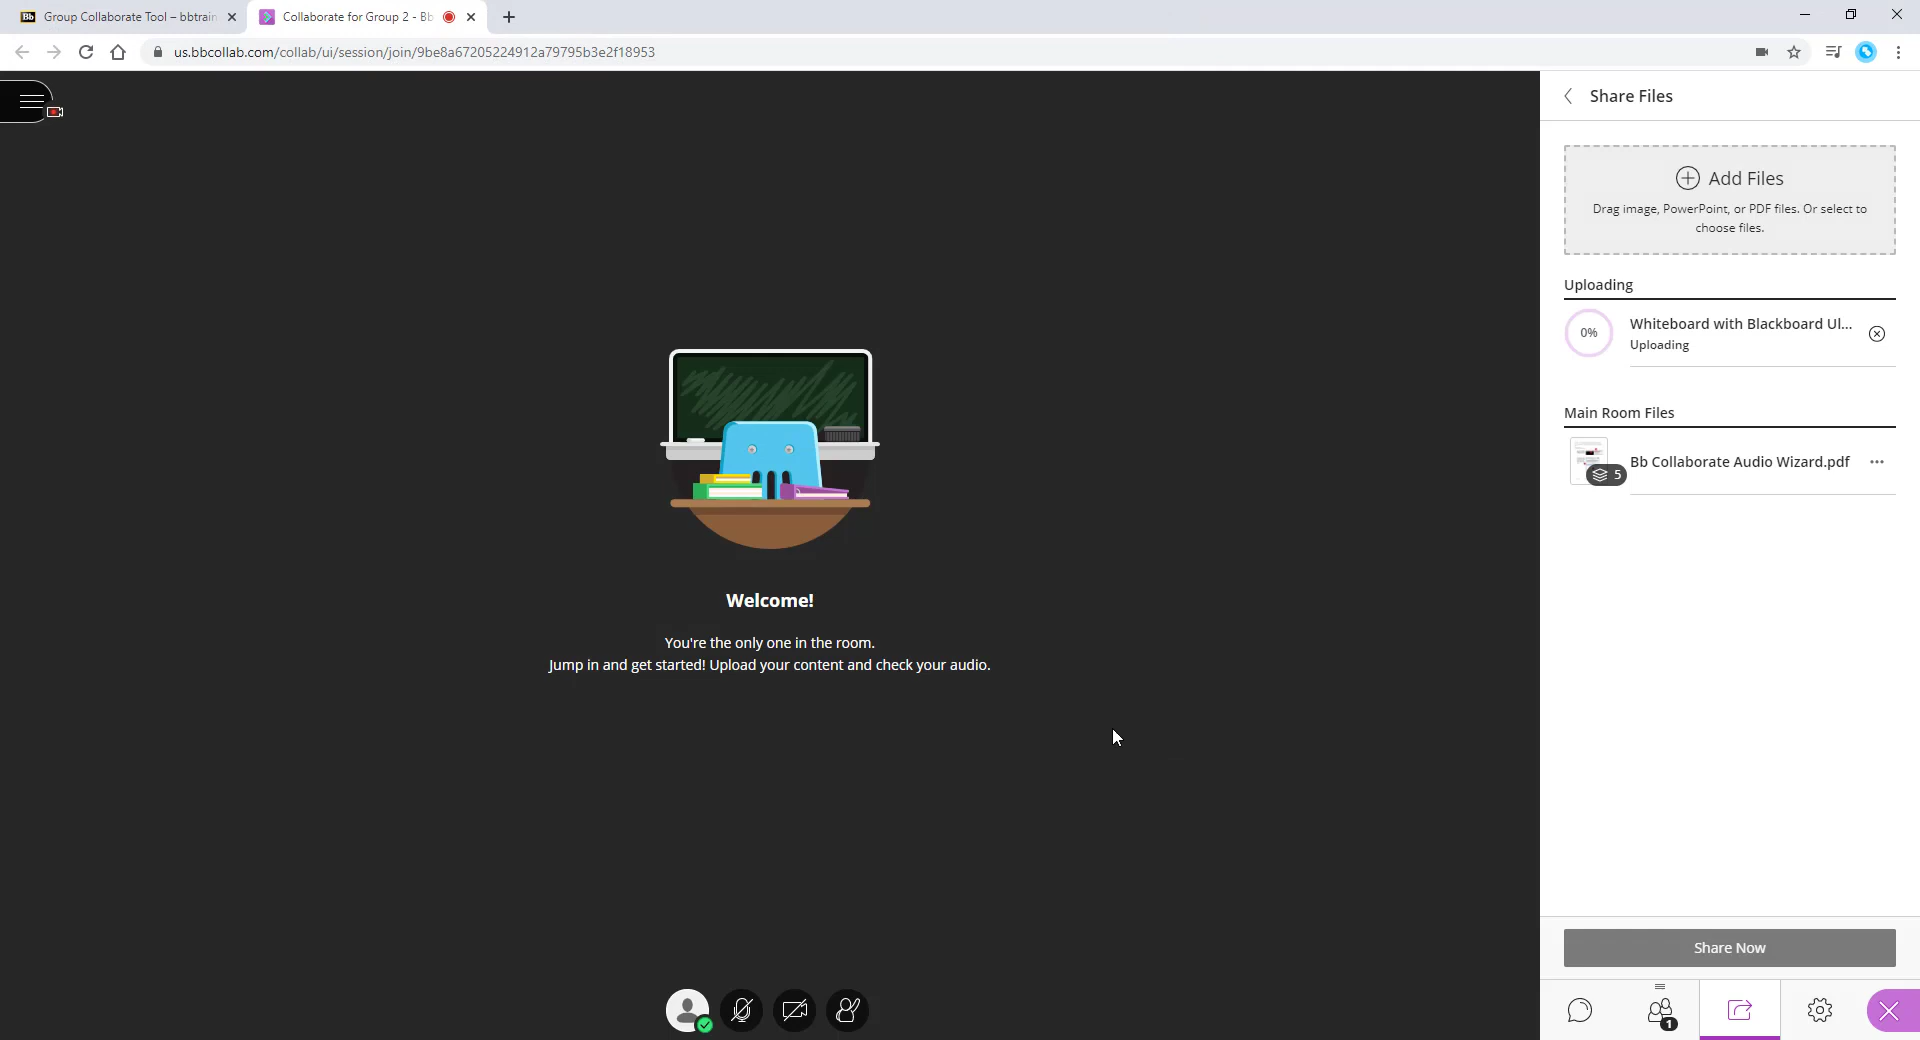 Bb Group Collaborate Tool – bbtrain
Collaborate for Group 2 - Bb
us.bbcollab.com/collab/ui/session/join/9be8a67205224912a79795b3e2f18953
Share Files
Add Files
Drag image, PowerPoint, or PDF files. Or select to
choose files.
Uploading
0%
Whiteboard with Blackboard Ul...
Uploading
Main Room Files
5
Bb Collaborate Audio Wizard.pdf
Welcome!
You're the only one in the room.
Jump in and get started! Upload your content and check your audio.
Share Now
1